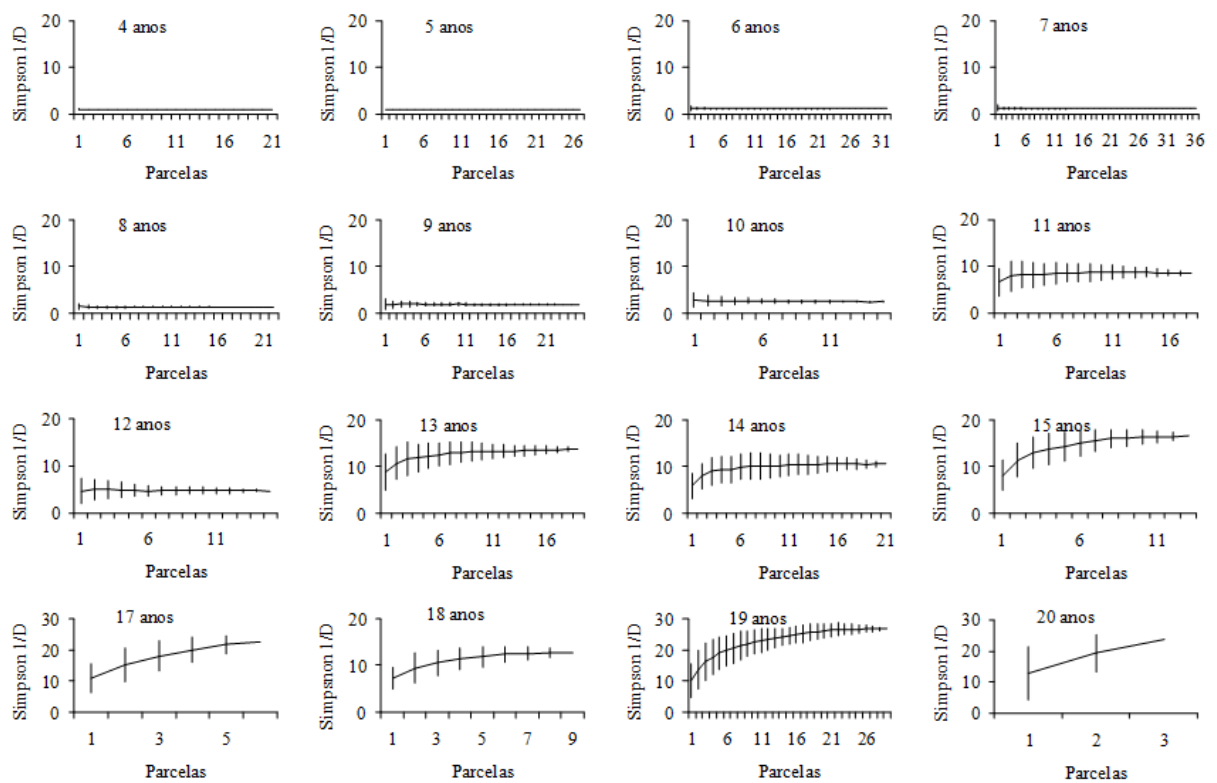 Simpson 1/D
20
10
0
4 anos
1 6 11 16 21
Parcelas
Simpson 1/D
20
10
0
5 anos
1 6 11 16 21 26
Parcelas
Simpson 1/D
20
10
0
6 anos
1 6 11 16 21 26 31
Parcelas
Simpson 1/D
20
10
0
7 anos
1 6 11 16 21 26 31 36
Parcelas
Simpson 1/D
20
10
0
8 anos
1 6 11 16 21
Parcelas
Simpson 1/D
20
10
0
9 anos
1 6 11 16 21
Parcelas
Simpson 1/D
20
10
0
10 anos
1 6 11
Parcelas
Simpson 1/D
20
10
0
11 anos
1 6 11 16
Parcelas
Simpson 1/D
20
10
0
12 anos
1 6 11
Parcelas
Simpson 1/D
20
10
0
13 anos
1 6 11 16
Parcelas
Simpson 1/D
20
10
0
14 anos
1 6 11 16 21
Parcelas
Simpson 1/D
20
10
0
15 anos
1 6 11
Parcelas
Simpson 1/D
30
20
10
0
17 anos
1 3 5
Parcelas
Simpsnon 1/D
20
10
0
18 anos
1 3 5 7 9
Parcelas
Simpson 1/D
30
20
10
0
19 anos
1 6 11 16 21 26
Parcelas
Simpson 1/D
30
20
10
0
20 anos
1 2 3
Parcelas